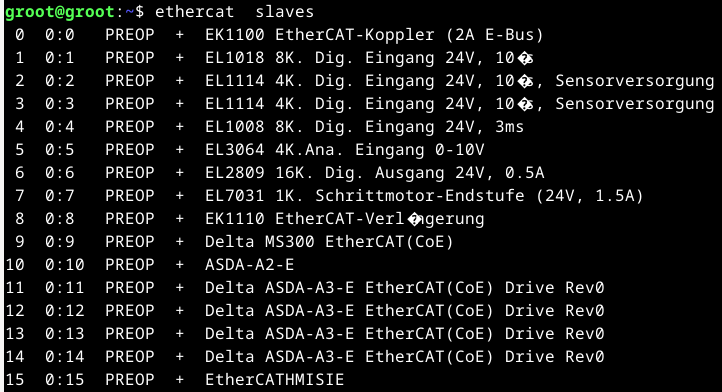 groot@groot:~$ ethercat  slaves
 0  0:0   PREOP  +  EK1100 EtherCAT-Koppler (2A E-Bus)
 1  0:1   PREOP  +  EL1018 8K. Dig. Eingang 24V, 10�s
 2  0:2   PREOP  +  EL1114 4K. Dig. Eingang 24V, 10�s, Sensorversorgung
 3  0:3   PREOP  +  EL1114 4K. Dig. Eingang 24V, 10�s, Sensorversorgung
 4  0:4   PREOP  +  EL1008 8K. Dig. Eingang 24V, 3ms
 5  0:5   PREOP  +  EL3064 4K.Ana. Eingang 0-10V
 6  0:6   PREOP  +  EL2809 16K. Dig. Ausgang 24V, 0.5A
 7  0:7   PREOP  +  EL7031 1K. Schrittmotor-Endstufe (24V, 1.5A)
 8  0:8   PREOP  +  EK1110 EtherCAT-Verl�ngerung
 9  0:9   PREOP  +  Delta MS300 EtherCAT(CoE)
10  0:10  PREOP  +  ASDA-A2-E
11  0:11  PREOP  +  Delta ASDA-A3-E EtherCAT(CoE) Drive Rev0
12  0:12  PREOP  +  Delta ASDA-A3-E EtherCAT(CoE) Drive Rev0
13  0:13  PREOP  +  Delta ASDA-A3-E EtherCAT(CoE) Drive Rev0
14  0:14  PREOP  +  Delta ASDA-A3-E EtherCAT(CoE) Drive Rev0
15  0:15  PREOP  +  EtherCATHMISIE